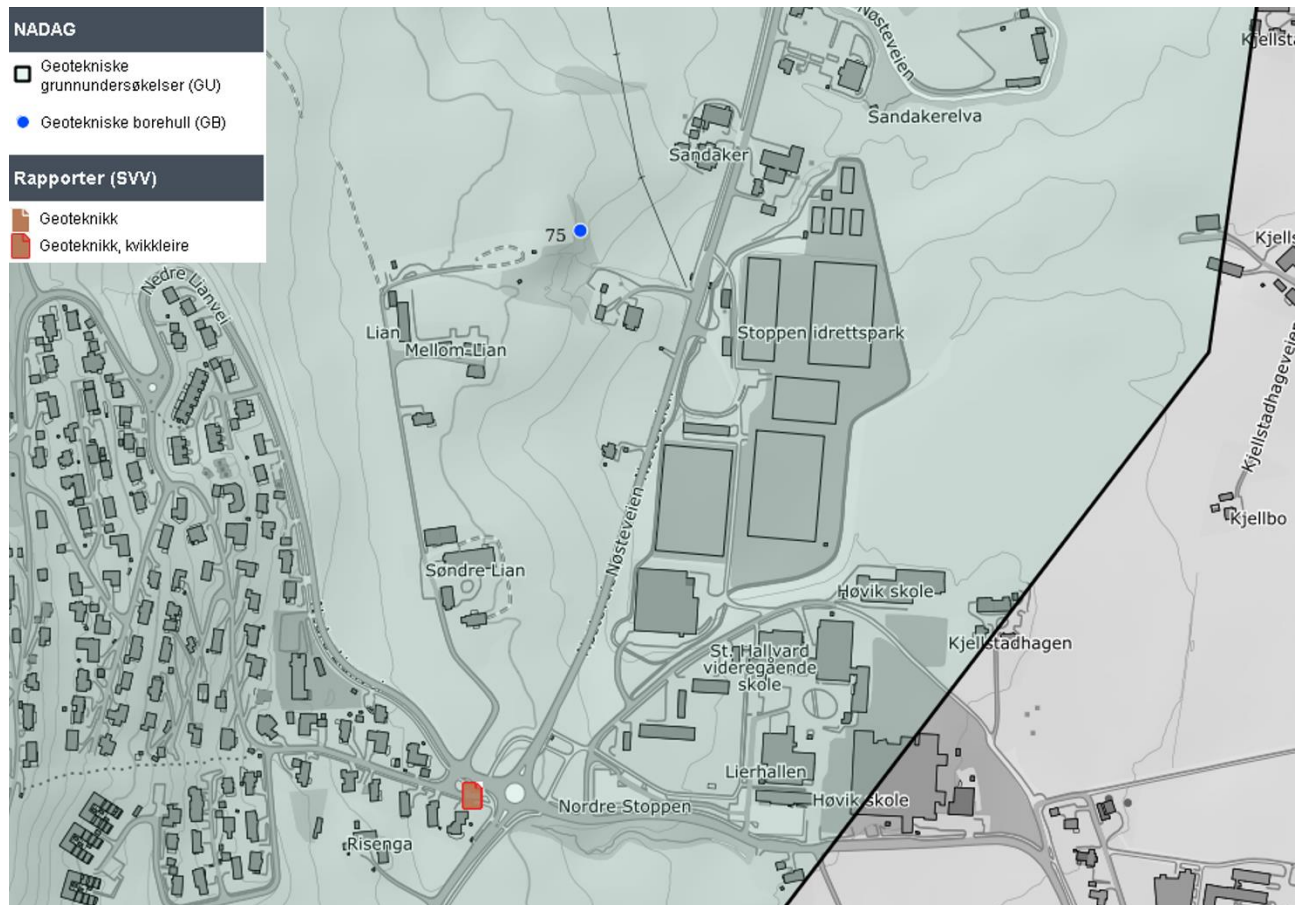 NADAG
Geotekniske
grunnundersøkelser (GU)
Geotekniske borehull (GB)
Rapporter (SVV)
Geoteknikk
Geoteknikk, kvikkleire
Nøsteveien
Kjellsta
Sandakerelva
Sandaker
75
Kjells
Nedre Lianvei
Lian
Mellom-Lian
Stoppen idrettspark
Kjellstadhageveien
Nøsteveien
Kjellbo
Søndre Lian
Høvik skole
St. Hallvard
videregående
skole
Kjellstadhagen
Lierhallen
Høvik skole
Nordre Stoppen
Risenga